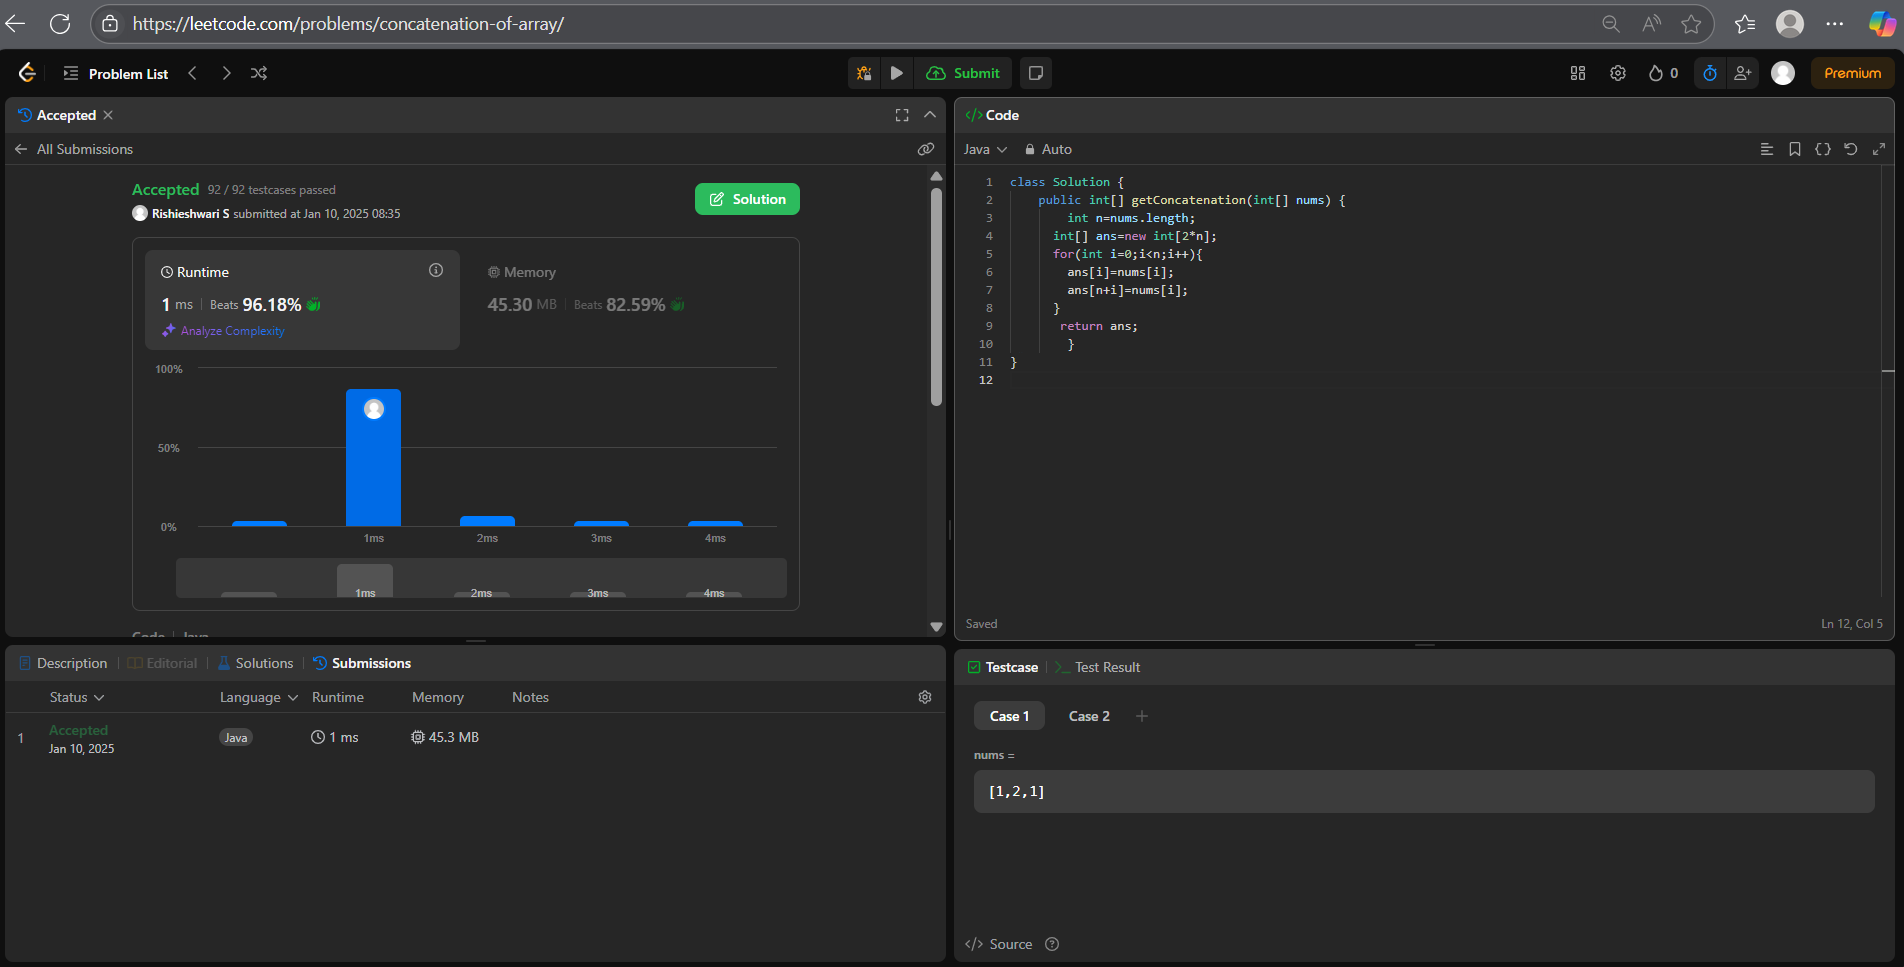 https://leetcode.com/problems/concatenation-of-array/
Problem List
Submit
0
Premium
Accepted
All Submissions
Accepted 92 / 92 testcases passed
Rishieshwari S submitted at Jan 10, 2025 08:35
Solution
Runtime
1 ms | Beats 96.18%
Analyze Complexity
Memory
45.30 MB | Beats 82.59%
100%
50%
0%
1ms 2ms 3ms 4ms
1ms 2ms 3ms 4ms
Code | Java
Description | Editorial | Solutions | Submissions
Status Language Runtime Memory Notes
1 Accepted Java 1 ms 45.3 MB
Jan 10, 2025
</> Code
Java Auto
1 class Solution {
2 public int[] getConcatenation(int[] nums) {
3 int n=nums.length;
4 int[] ans=new int[2*n];
5 for(int i=0;i<n;i++){
6 ans[i]=nums[i];
7 ans[n+i]=nums[i];
8 }
9 return ans;
10 }
11 }
12
Saved Ln 12, Col 5
Testcase | >_ Test Result
Case 1 Case 2 +
nums =
[1,2,1]
</> Source ?